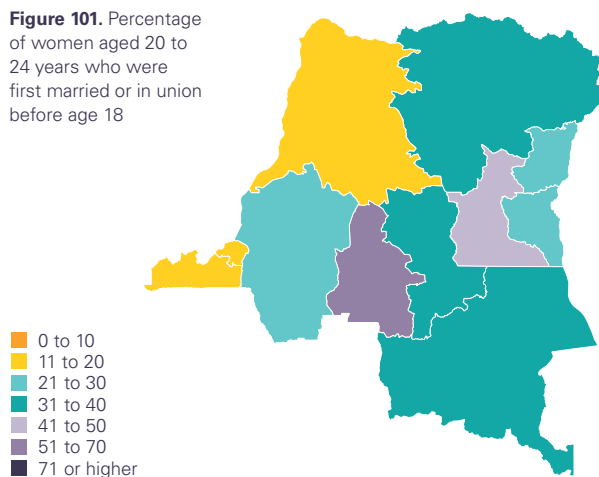 Figure 101. Percentage
of women aged 20 to
24 years who were
first married or in union
before age 18
0 to 10
11 to 20
21 to 30
31 to 40
41 to 50
51 to 70
71 or higher